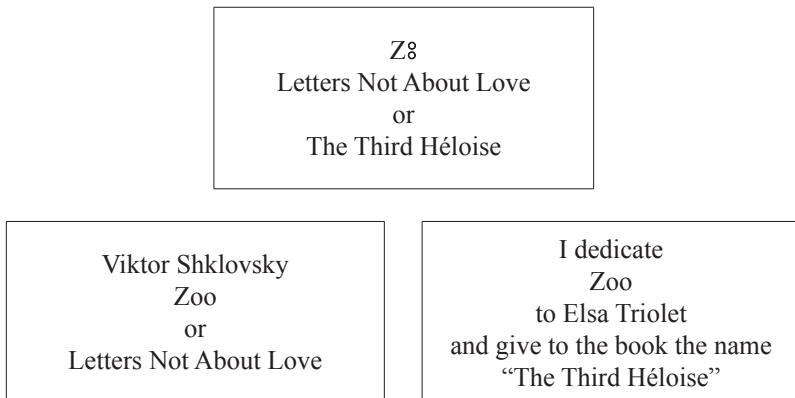 Z8
Letters Not About Love
or
The Third Héloise
Viktor Shklovsky
Zoo
or
Letters Not About Love
I dedicate
Zoo
to Elsa Triolet
and give to the book the name
“The Third Héloise”